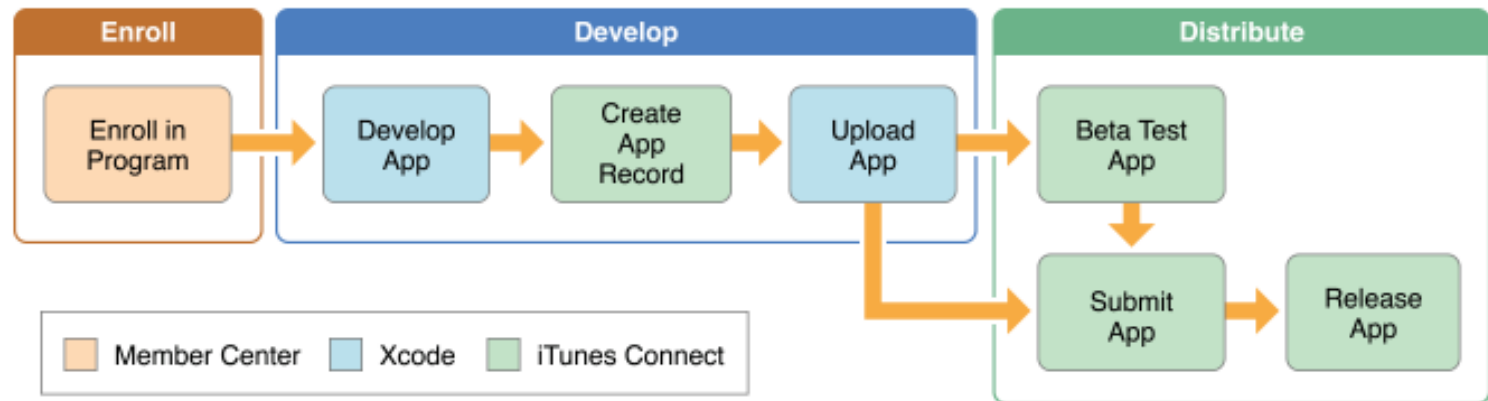 Enroll
Develop
Distribute
Enroll in
Program
Develop
App
Create
App
Record
Upload
App
Beta Test
App
Submit
App
Release
App
Member Center
Xcode
iTunes Connect